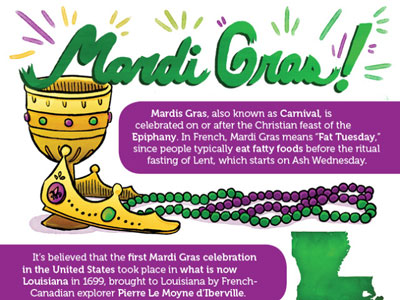 Mardi Gras!
Mardis Gras, also known as Carnival, is
celebrated on or after the Christian feast of the
Epiphany. In French, Mardi Gras means “Fat Tuesday,”
since people typically eat fatty foods before the ritual
fasting of Lent, which starts on Ash Wednesday.
It’s believed that the first Mardi Gras celebration
in the United States took place in what is now
Louisiana in 1699, brought to Louisiana by French-
Canadian explorer Pierre Le Moyne d’Iberville.